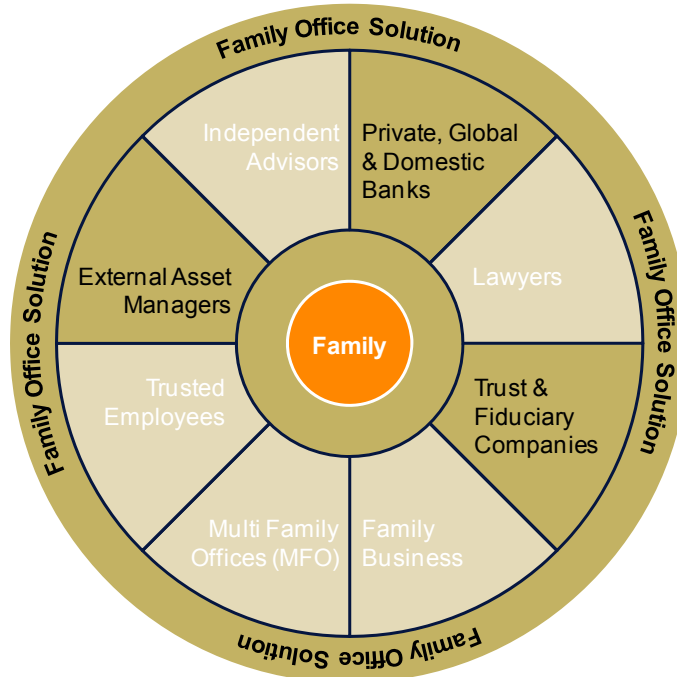 Family Office Solution
Independent
Advisors
Private, Global
& Domestic
Banks
Lawyers
Family Office Solution
Trust &
Fiduciary
Companies
Family
Business
Multi Family
Offices (MFO)
Trusted
Employees
External Asset
Managers
Family Office Solution
Family
Family Office Solution